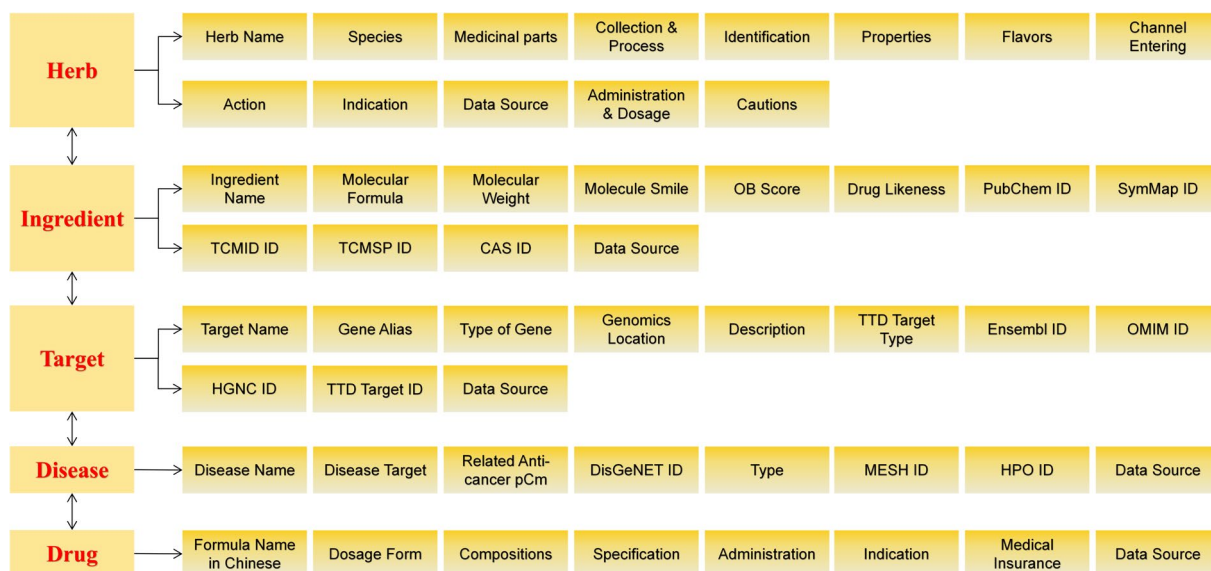 Herb
Herb Name
Species
Medicinal parts
Collection
& Process
Identification
Properties
Flavors
Channel
Entering
Action
Indication
Data Source
Administration
& Dosage
Cautions
Ingredient
Ingredient
Name
Molecular
Formula
Molecular
Weight
Molecule Smile
OB Score
Drug Likeness
PubChem ID
SymMap ID
TCMID ID
TCMSP ID
CAS ID
Data Source
Target
Target Name
Gene Alias
Type of Gene
Genomics
Location
Description
TTD Target
Type
Ensembl ID
OMIM ID
HGNC ID
TTD Target ID
Data Source
Disease
Disease Name
Disease Target
Related Anti-
cancer pCm
DisGeNET ID
Type
MESH ID
HPO ID
Data Source
Drug
Formula Name
in Chinese
Dosage Form
Compositions
Specification
Administration
Indication
Medical
Insurance
Data Source